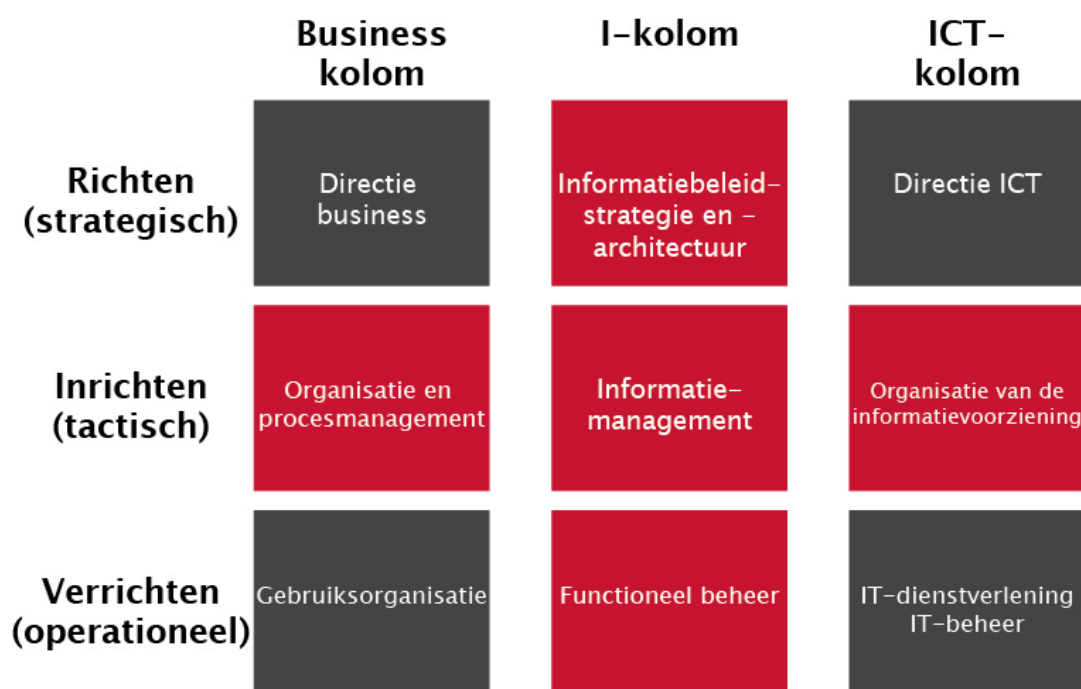 Business
kolom
I-kolom
ICT-
kolom
Richten
(strategisch)
Directie
business
Informatiebeleid-
strategie en -
architectuur
Directie ICT
Inrichten
(tactisch)
Organisatie en
procesmanagement
Informatie-
management
Organisatie van de
informatievoorziening
Verrichten
(operationeel)
Gebruiksorganisatie
Functioneel beheer
IT-dienstverlening
IT-beheer